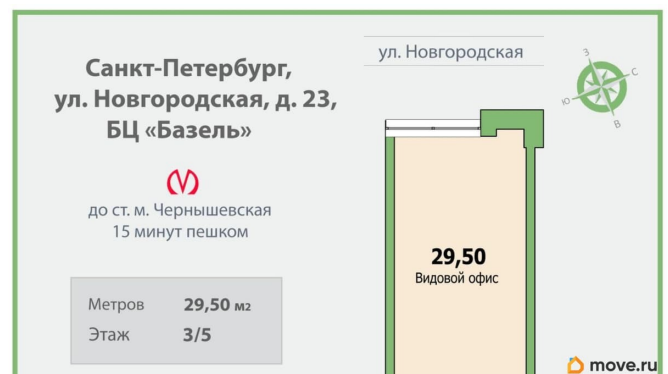 Санкт-Петербург,
ул. Новгородская, д. 23,
БЦ «Базель»
до ст. м. Чернышевская
15 минут пешком
Метров 29,50 м2
Этаж 3/5
ул. Новгородская
З
С
Ю
В
29,50
Видовой офис
move.ru